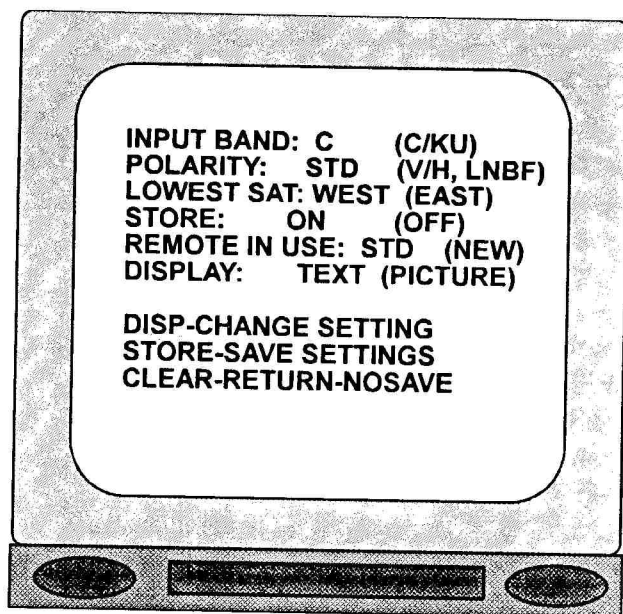 INPUT BAND: C (C/KU)
POLARITY: STD (V/H, LNBF)
LOWEST SAT: WEST (EAST)
STORE: ON (OFF)
REMOTE IN USE: STD (NEW)
DISPLAY: TEXT (PICTURE)
DISP-CHANGE SETTING
STORE-SAVE SETTINGS
CLEAR-RETURN-NOSAVE